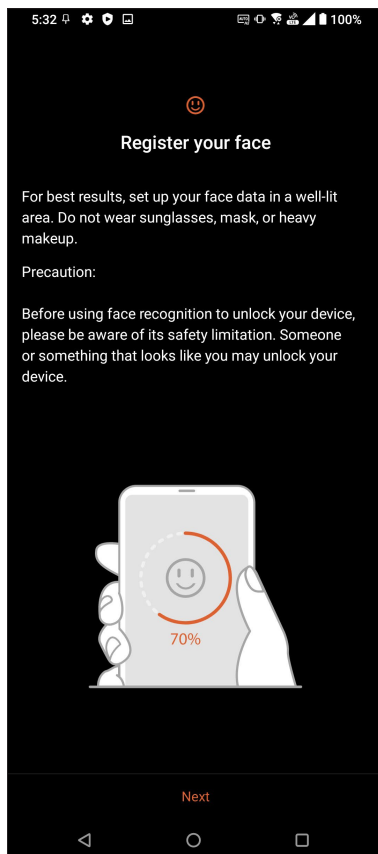 5:32
100%
Register your face
For best results, set up your face data in a well-lit
area. Do not wear sunglasses, mask, or heavy
makeup.
Precaution:
Before using face recognition to unlock your device,
please be aware of its safety limitation. Someone
or something that looks like you may unlock your
device.
70%
Next